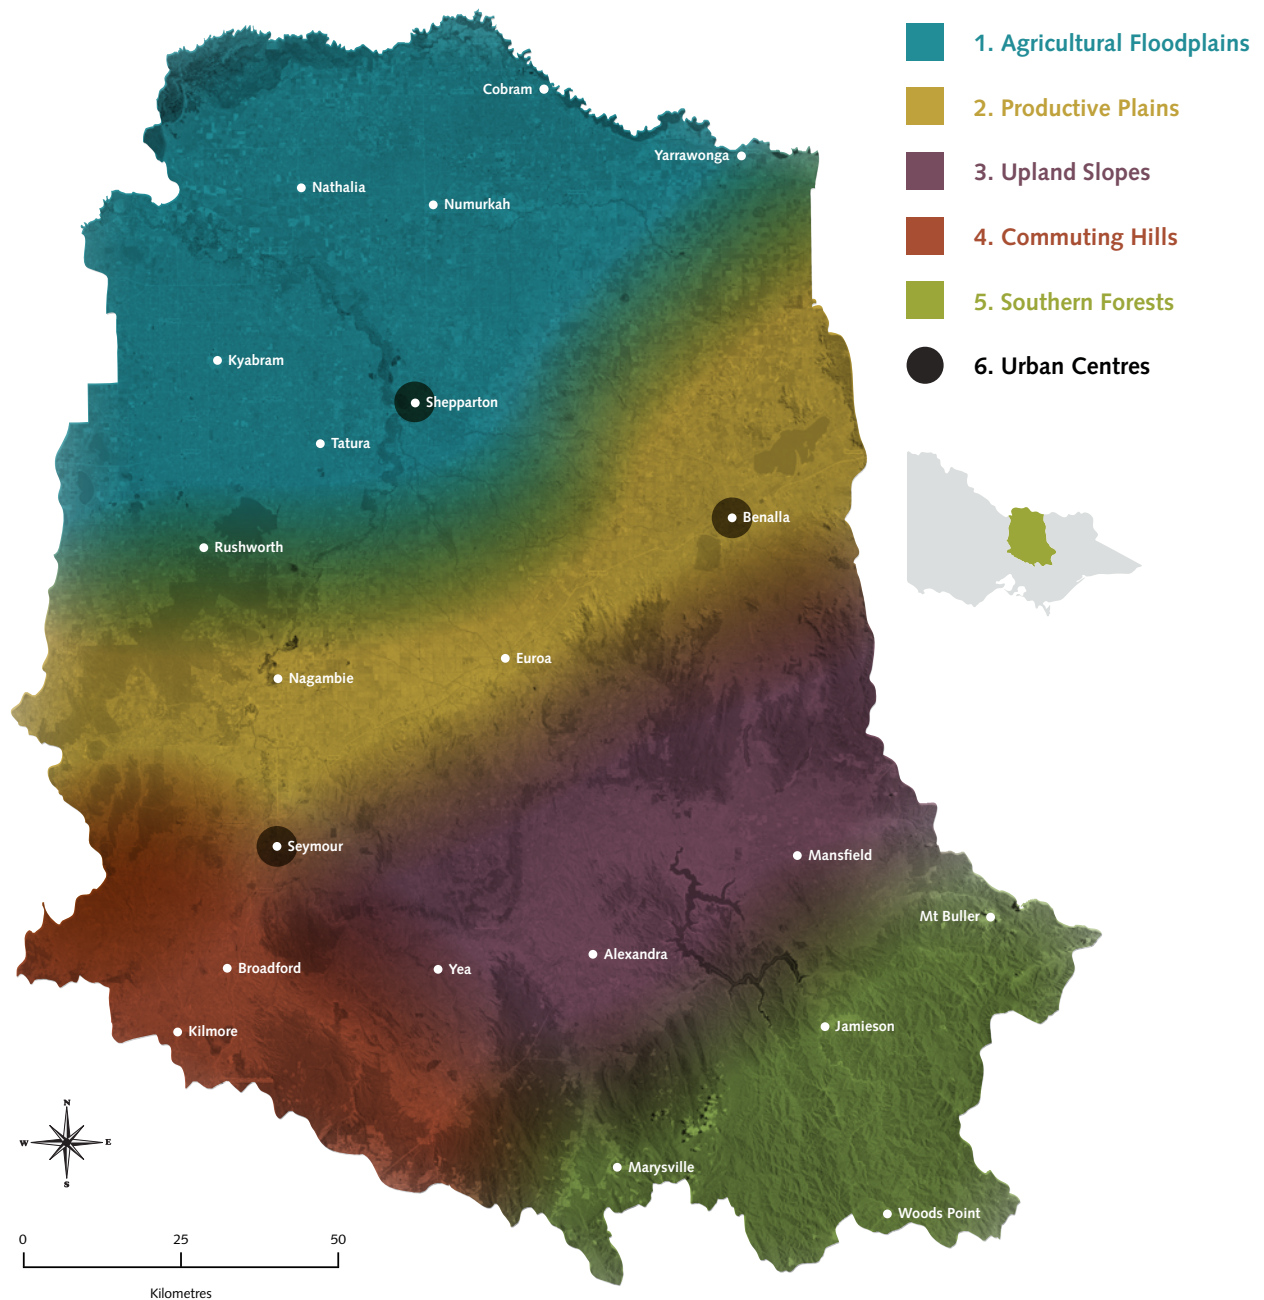 1. Agricultural Floodplains
2. Productive Plains
3. Upland Slopes
4. Commuting Hills
5. Southern Forests
6. Urban Centres
Cobram
Yarrawonga
Nathalia
Numurkah
Kyabram
Shepparton
Tatura
Benalla
Rushworth
Euroa
Nagambie
Seymour
Mansfield
Mt Buller
Alexandra
Broadford
Yea
Jamieson
Kilmore
Marysville
Woods Point
N
W E
S
0 25 50
Kilometres